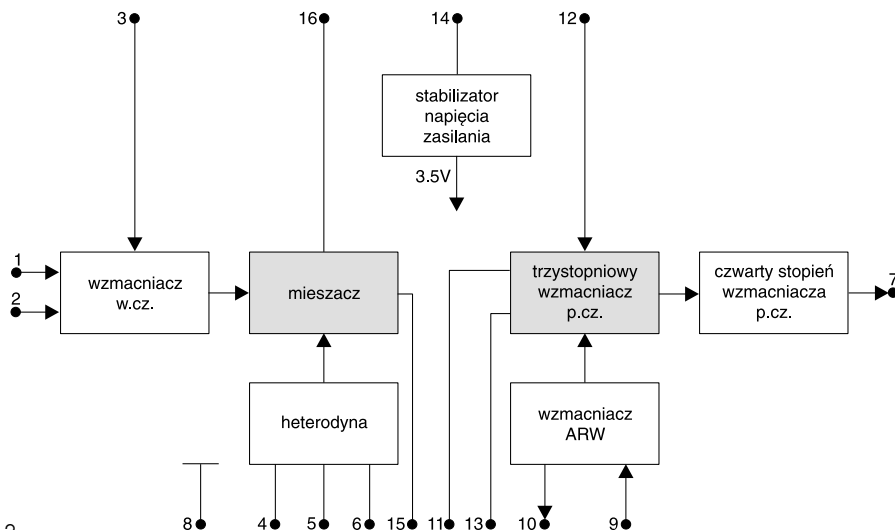 3
16
14
12
stabilizator
napięcia
zasilania
3.5V
1
2
wzmacniacz
w.cz.
mieszacz
trzystopniowy
wzmacniacz
p.cz.
czwarty stopień
wzmacniacza
p.cz.
7
heterodyna
wzmacniacz
ARW
8
4
5
6
15
11
13
10
9